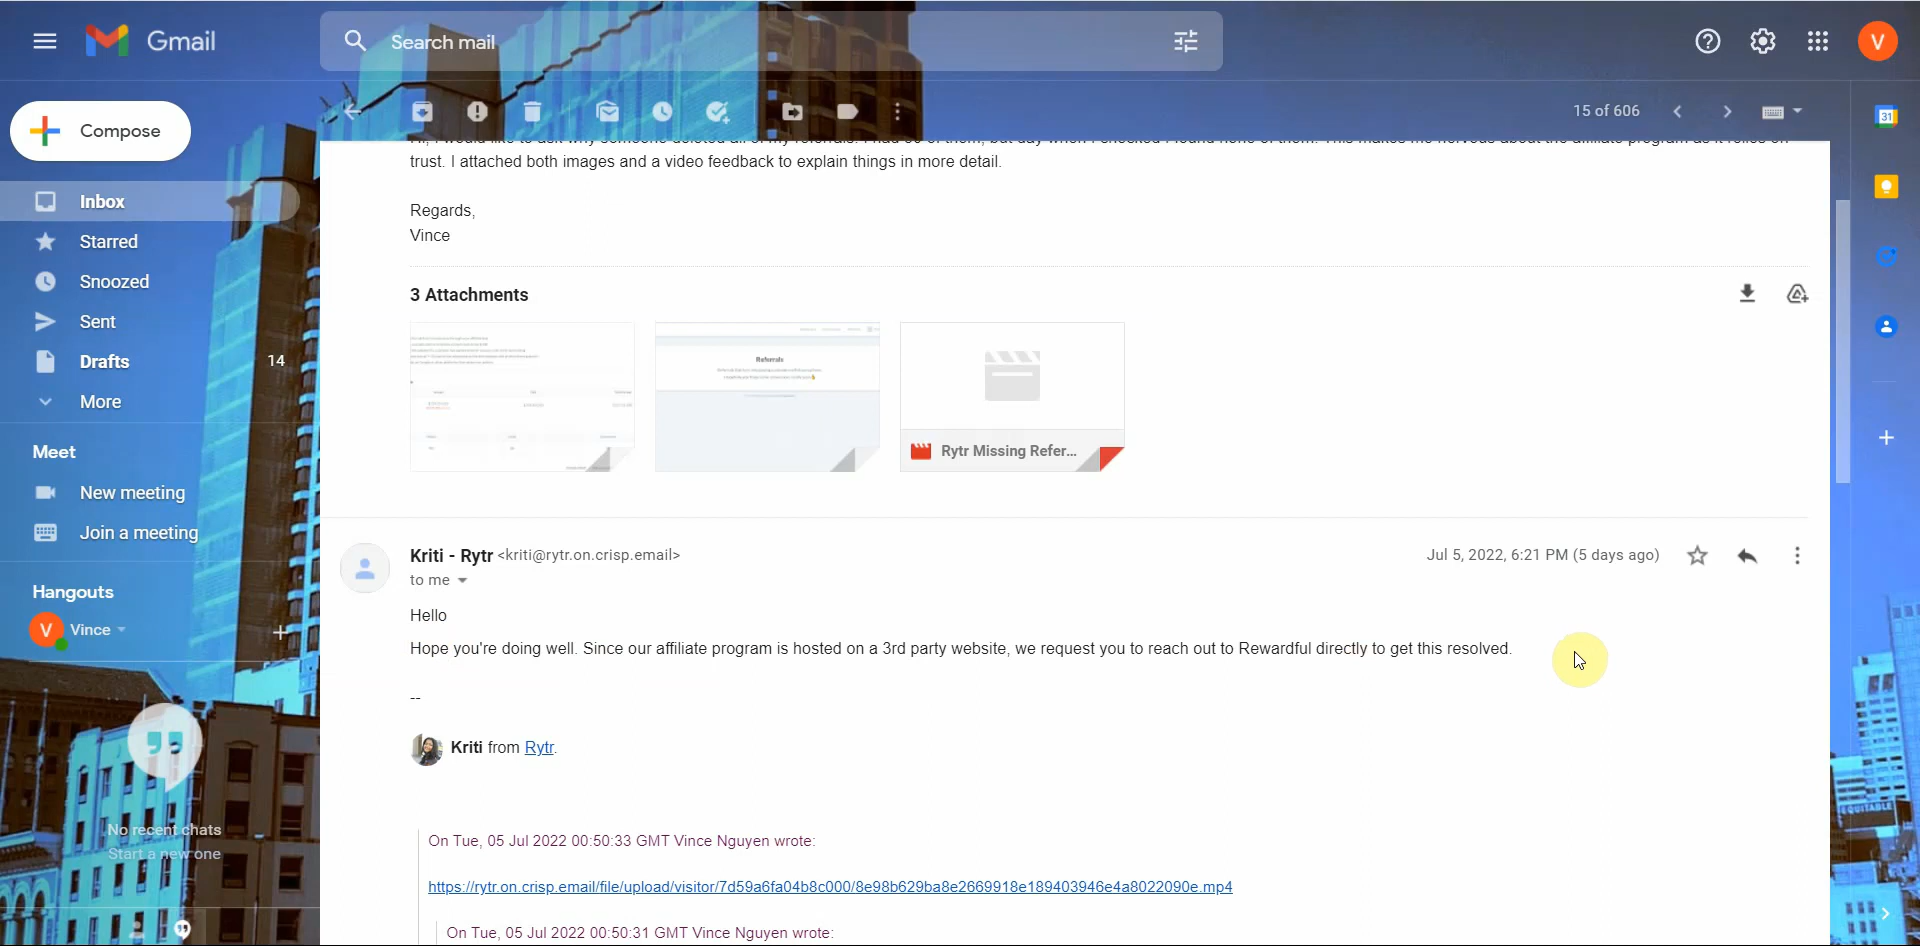 Gmail
Search mail
Compose
15 of 606
Inbox
Starred
Snoozed
Sent
Drafts 14
More
Meet
New meeting
Join a meeting
Hangouts
Vince
No recent chats
Start a new one
trust. I attached both images and a video feedback to explain things in more detail.
Regards,
Vince
3 Attachments
Referrals
Rytr Missing Refer...
Kriti - Rytr <kriti@rytr.on.crisp.email>
Jul 5, 2022, 6:21 PM (5 days ago)
to me
Hello
Hope you're doing well. Since our affiliate program is hosted on a 3rd party website, we request you to reach out to Rewardful directly to get this resolved.
--
Kriti from Rytr.
On Tue, 05 Jul 2022 00:50:33 GMT Vince Nguyen wrote:
https://rytr.on.crisp.email/file/upload/visitor/7d59a6fa04b8c000/8e98b629ba8e2669918e189403946e4a8022090e.mp4
On Tue, 05 Jul 2022 00:50:31 GMT Vince Nguyen wrote:
V
31
V
EQUITABLE